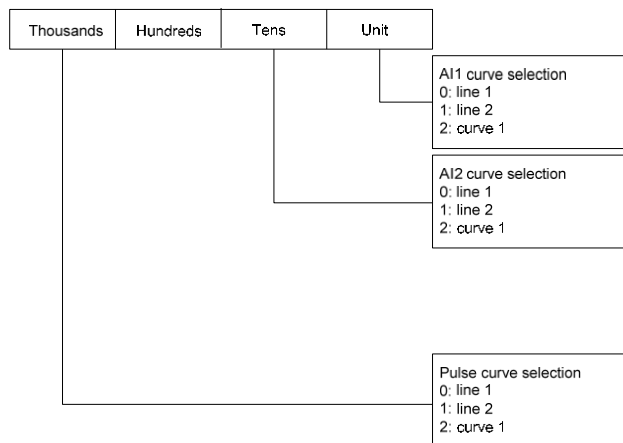 Thousands Hundreds Tens Unit
AI1 curve selection
0: line 1
1: line 2
2: curve 1
AI2 curve selection
0: line 1
1: line 2
2: curve 1
Pulse curve selection
0: line 1
1: line 2
2: curve 1